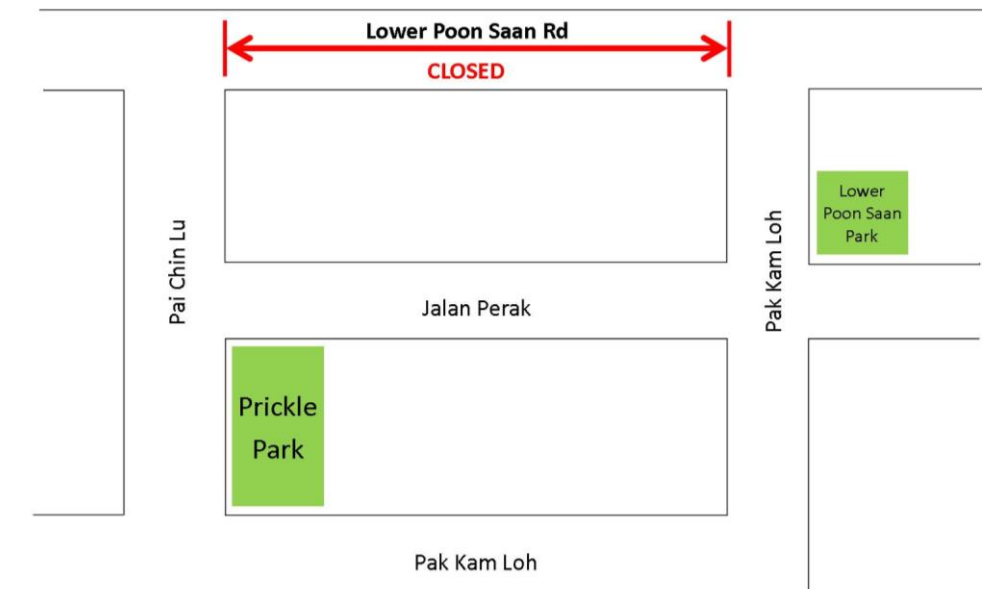 Lower Poon Saan Rd
CLOSED
Lower
Poon Saan
Park
Pai Chin Lu
Pak Kam Loh
Jalan Perak
Prickle
Park
Pak Kam Loh